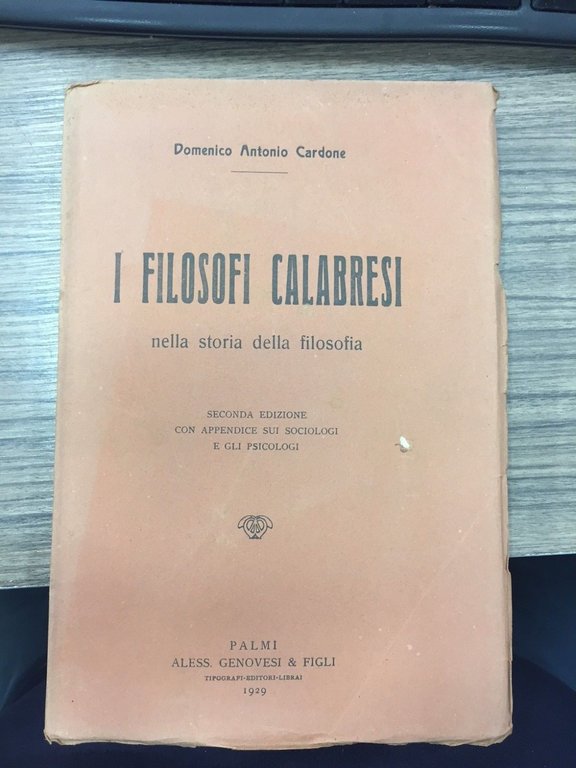 Domenico Antonio Cardone
I FILOSOFI CALABRESI
nella storia della filosofia
SECONDA EDIZIONE
CON APPENDICE SUI SOCIOLOGI
E GLI PSICOLOGI
PALMI
ALESS. GENOVESI & FIGLI
TIPOGRAFI-EDITORI-LIBRAI
1929